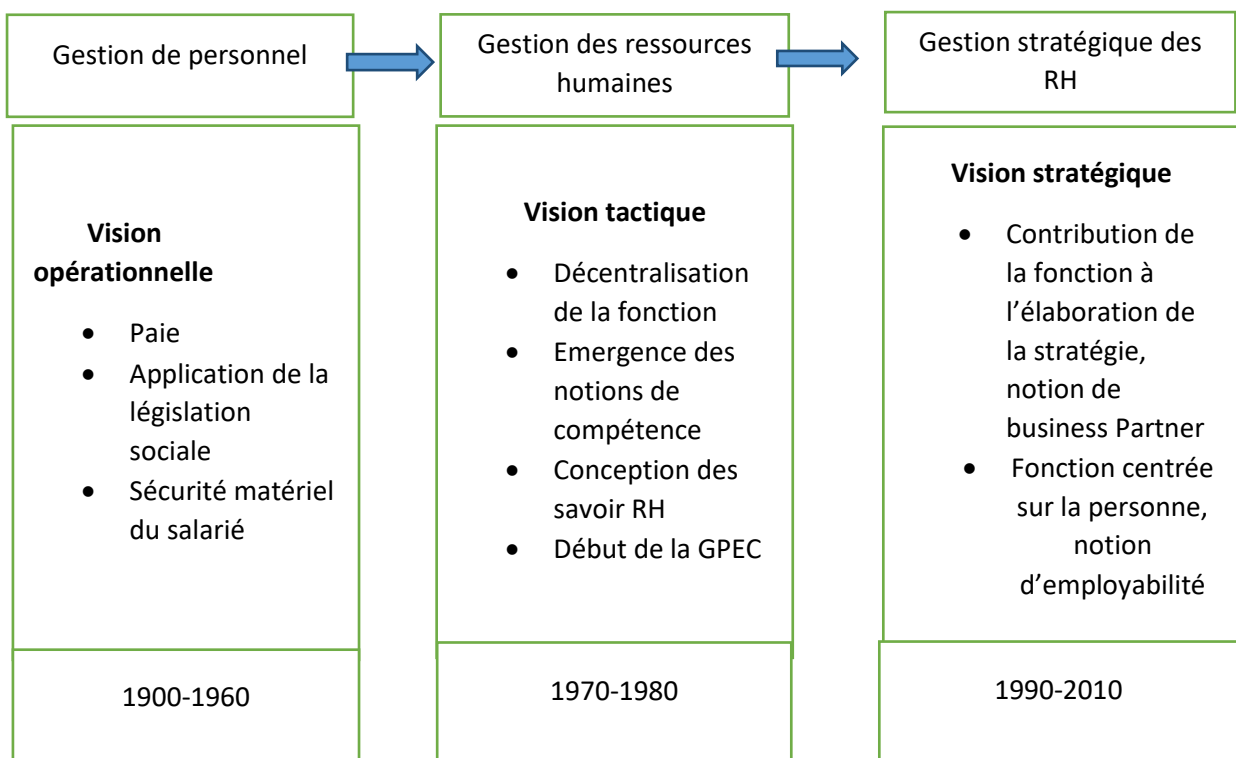 Gestion de personnel
Gestion des ressources
humaines
Gestion stratégique des
RH
Vision
opérationnelle
• Paie
• Application de la
législation
sociale
• Sécurité matériel
du salarié
Vision tactique
• Décentralisation
de la fonction
• Emergence des
notions de
compétence
• Conception des
savoir RH
• Début de la GPEC
Vision stratégique
• Contribution de
la fonction à
l’élaboration de
la stratégie,
notion de
business Partner
• Fonction centrée
sur la personne,
notion
d’employabilité
1900-1960
1970-1980
1990-2010